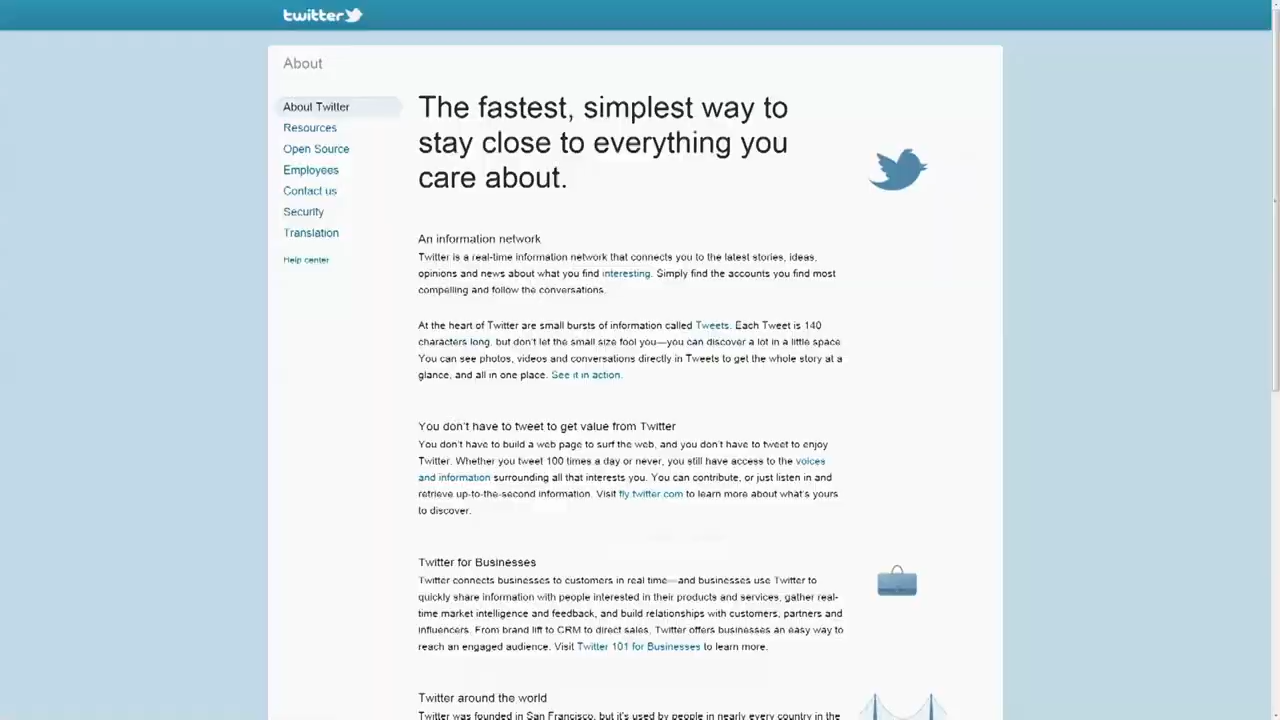 twitter
About
About Twitter
Resources
Open Source
Employees
Contact us
Security
Translation
Help center
The fastest, simplest way to
stay close to everything you
care about.
An information network
Twitter is a real-time information network that connects you to the latest stories, ideas,
opinions and news about what you find interesting. Simply find the accounts you find most
compelling and follow the conversations.
At the heart of Twitter are small bursts of information called Tweets. Each Tweet is 140
characters long, but don't let the small size fool you—you can discover a lot in a little space.
You can see photos, videos and conversations directly in Tweets to get the whole story at a
glance, and all in one place. See it in action.
You don't have to tweet to get value from Twitter
You don't have to build a web page to surf the web, and you don't have to tweet to enjoy
Twitter. Whether you tweet 100 times a day or never, you still have access to the voices
and information surrounding all that interests you. You can contribute, or just listen in and
retrieve up-to-the-second information. Visit fly.twitter.com to learn more about what's yours
to discover.
Twitter for Businesses
Twitter connects businesses to customers in real time—and businesses use Twitter to
quickly share information with people interested in their products and services, gather real-
time market intelligence and feedback, and build relationships with customers, partners and
influencers. From brand lift to CRM to direct sales, Twitter offers businesses an easy way to
reach an engaged audience. Visit Twitter 101 for Businesses to learn more.
Twitter around the world
Twitter was founded in San Francisco, but it's used by people in nearly every country in the